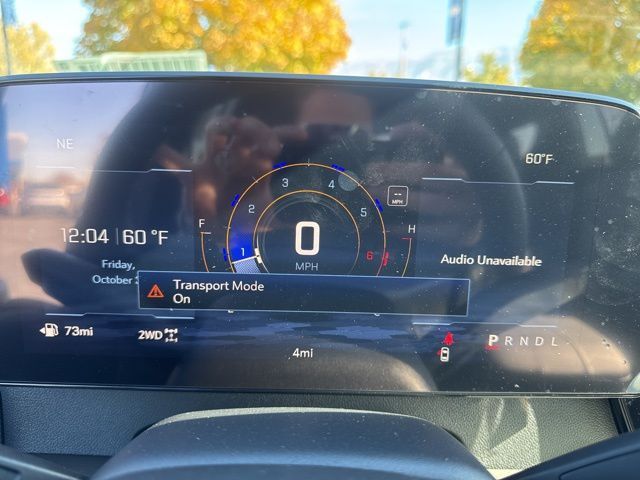 NE
60°F
3 4
2 5
1 6
-- MPH
F
H
12:04 60 °F
0
MPH
Friday,
October
Audio Unavailable
Transport Mode
On
73mi
2WD
4mi
P R N D L